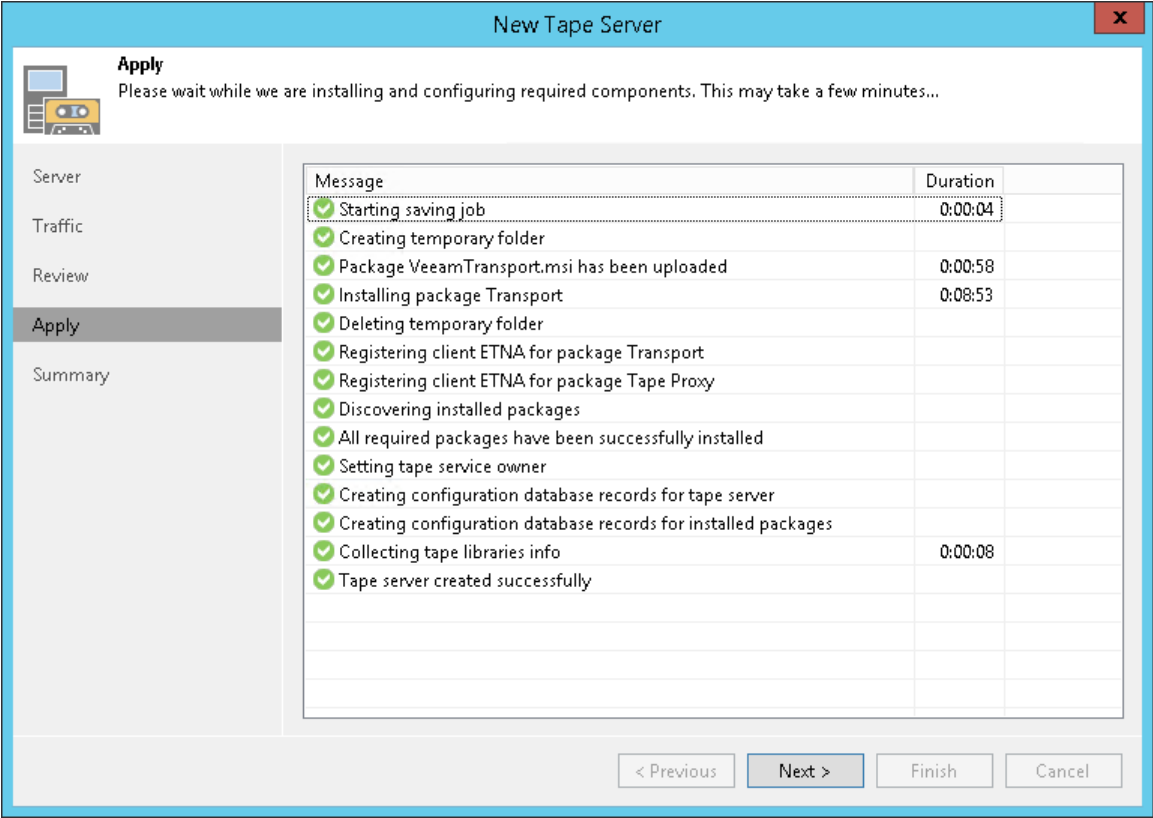 New Tape Server
x
Apply
Please wait while we are installing and configuring required components. This may take a few minutes...
Server
Traffic
Review
Apply
Summary
Message Duration
Starting saving job 0:00:04
Creating temporary folder
Package VeeamTransport.msi has been uploaded 0:00:58
Installing package Transport 0:08:53
Deleting temporary folder
Registering client ETNA for package Transport
Registering client ETNA for package Tape Proxy
Discovering installed packages
All required packages have been successfully installed
Setting tape service owner
Creating configuration database records for tape server
Creating configuration database records for installed packages
Collecting tape libraries info 0:00:08
Tape server created successfully
< Previous Next > Finish Cancel